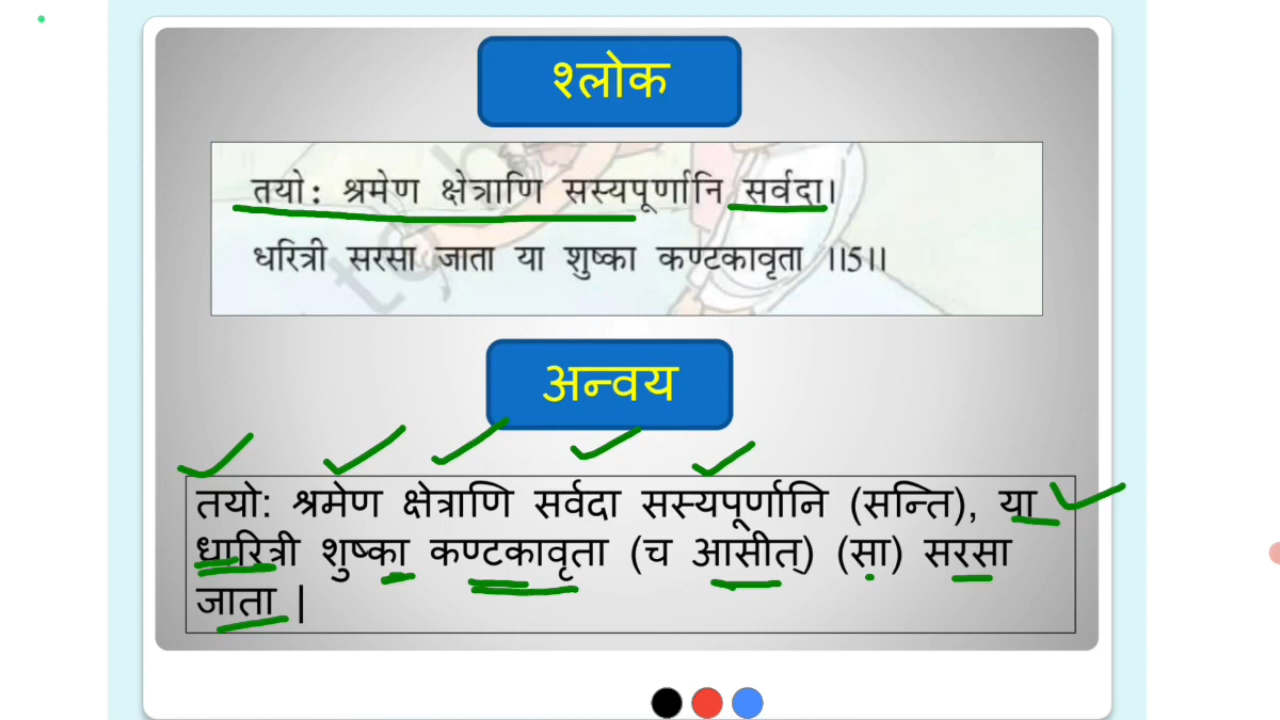 श्लोक
तयोः श्रमेण क्षेत्राणि सस्यपूर्णानि सर्वदा।
धरित्री सरसा जाता या शुष्का कण्टकावृता ।।5।।
अन्वय
तयो: श्रमेण क्षेत्राणि सर्वदा सस्यपूर्णानि (सन्ति), या
धारित्री शुष्का कण्टकावृता (च आसीत्) (सा) सरसा
जाता |